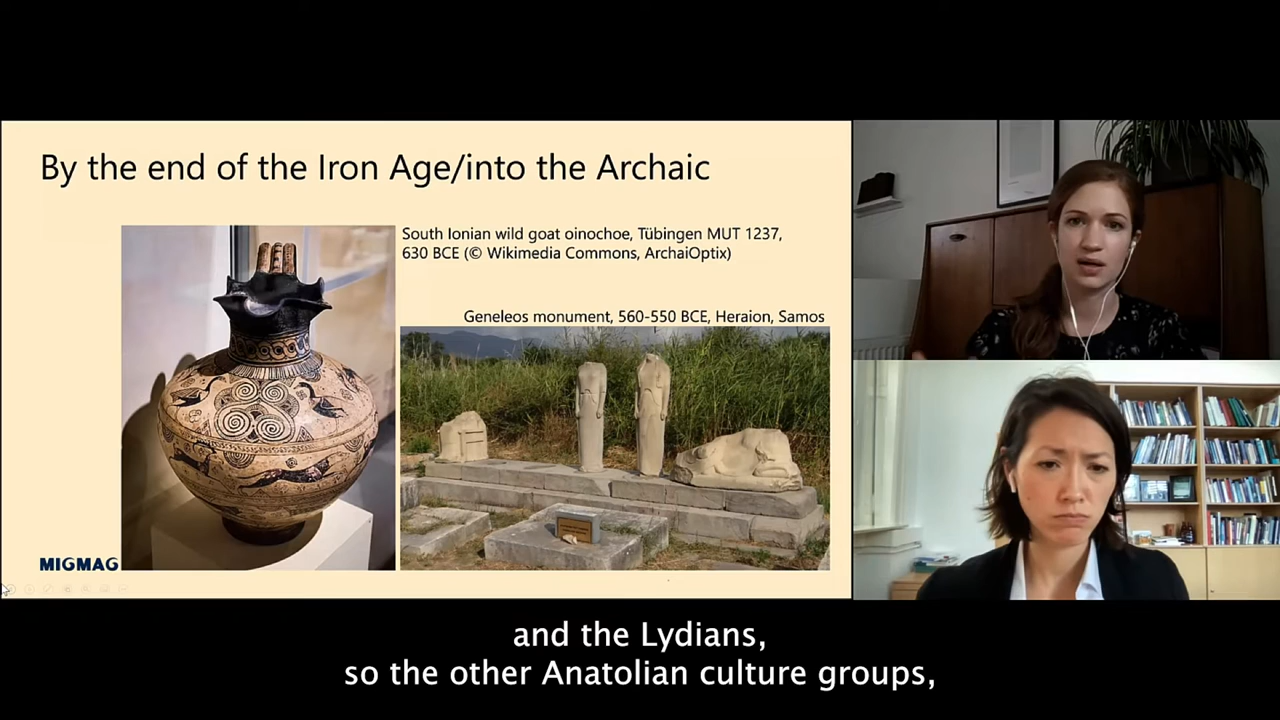 By the end of the Iron Age/into the Archaic
South Ionian wild goat oinochoe, Tübingen MUT 1237,
630 BCE (© Wikimedia Commons, ArchaiOptix)
Geneleos monument, 560-550 BCE, Heraion, Samos
MIGMAG
and the Lydians,
so the other Anatolian culture groups,